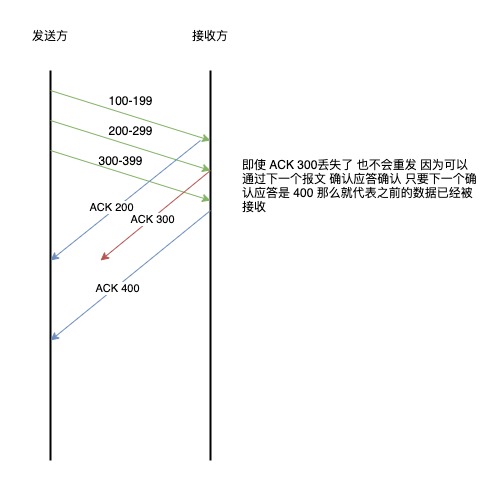 发送方
接收方
100-199
200-299
300-399
即使 ACK 300丢失了 也不会重发 因为可以
通过下一个报文 确认应答确认 只要下一个确
认应答是 400 那么就代表之前的数据已经被
接收
ACK 200
ACK 300
ACK 400